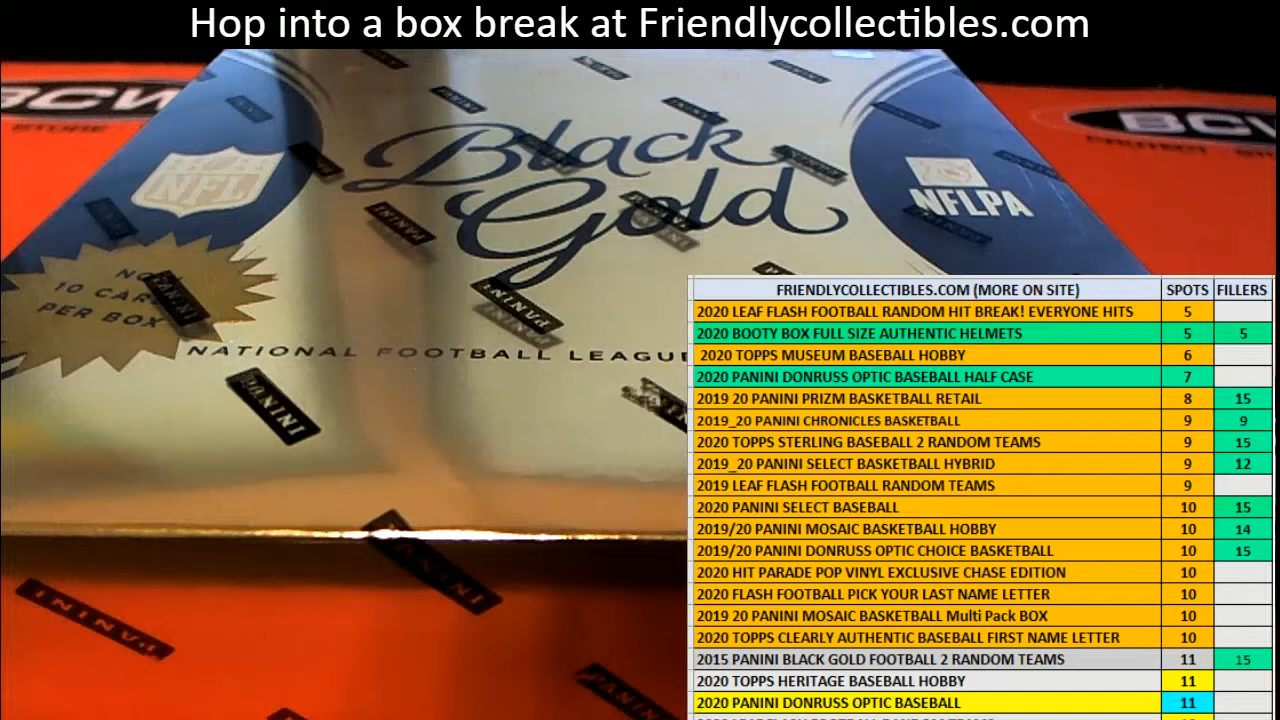 Hop into a box break at Friendlycollectibles.com
BCW
STORE
BCW
PROTECT
NFL
Black
Gold
NFLPA
10 CAR
PER BOX
NATIONAL FOOTBALL LEAGUE
PANINI
PANINI
PANINI
PANINI
PANINI
PANINI
FRIENDLYCOLLECTIBLES.COM (MORE ON SITE) SPOTS FILLERS
2020 LEAF FLASH FOOTBALL RANDOM HIT BREAK! EVERYONE HITS 5
2020 BOOTY BOX FULL SIZE AUTHENTIC HELMETS 5 5
2020 TOPPS MUSEUM BASEBALL HOBBY 6
2020 PANINI DONRUSS OPTIC BASEBALL HALF CASE 7
2019 20 PANINI PRIZM BASKETBALL RETAIL 8 15
2019_20 PANINI CHRONICLES BASKETBALL 9 9
2020 TOPPS STERLING BASEBALL 2 RANDOM TEAMS 9 15
2019_20 PANINI SELECT BASKETBALL HYBRID 9 12
2019 LEAF FLASH FOOTBALL RANDOM TEAMS 9
2020 PANINI SELECT BASEBALL 10 15
2019/20 PANINI MOSAIC BASKETBALL HOBBY 10 14
2019/20 PANINI DONRUSS OPTIC CHOICE BASKETBALL 10 15
2020 HIT PARADE POP VINYL EXCLUSIVE CHASE EDITION 10
2020 FLASH FOOTBALL PICK YOUR LAST NAME LETTER 10
2019 20 PANINI MOSAIC BASKETBALL Multi Pack BOX 10
2020 TOPPS CLEARLY AUTHENTIC BASEBALL FIRST NAME LETTER 10
2015 PANINI BLACK GOLD FOOTBALL 2 RANDOM TEAMS 11 15
2020 TOPPS HERITAGE BASEBALL HOBBY 11
2020 PANINI DONRUSS OPTIC BASEBALL 11